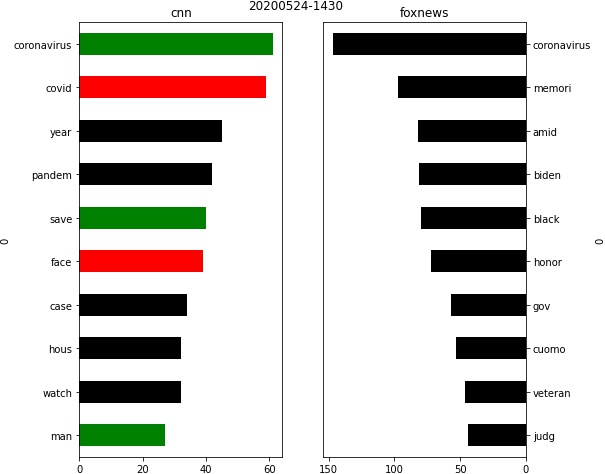 20200524-1430
cnn
foxnews
coronavirus
covid
year
pandem
save
face
case
hous
watch
man
0
20
40
60
0
coronavirus
memori
amid
biden
black
honor
gov
cuomo
veteran
judg
150
100
50
0
0